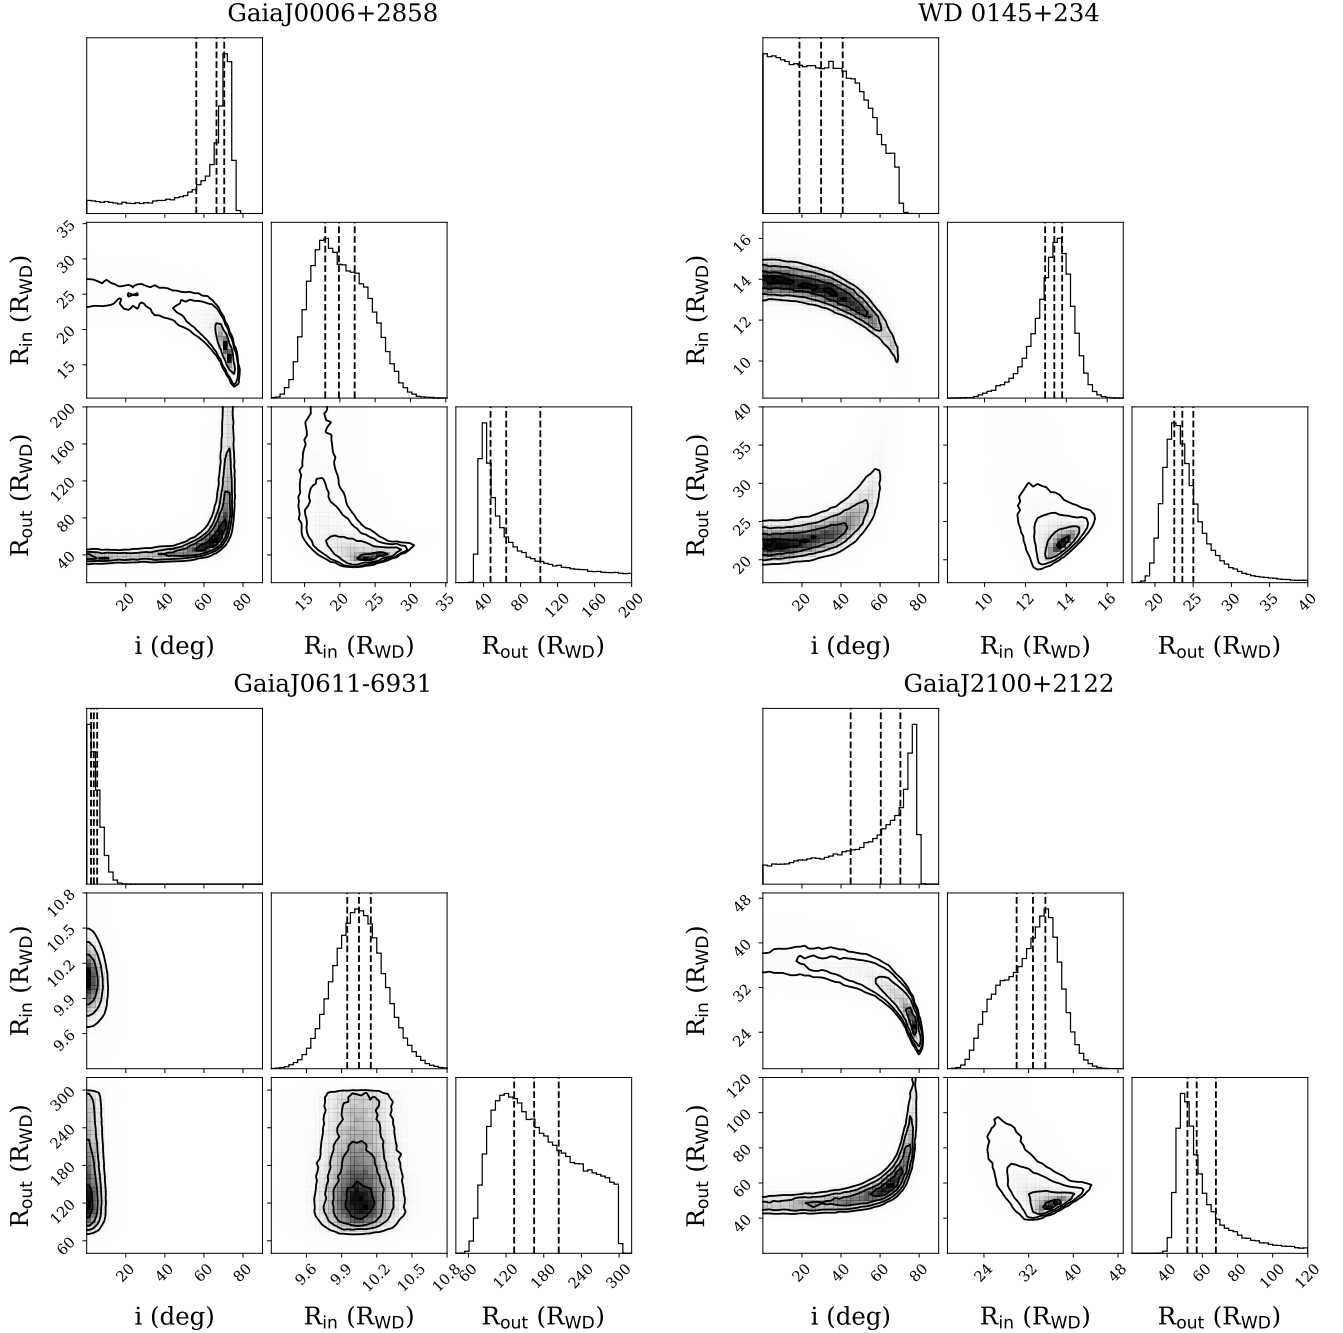 GaiaJ0006+2858
WD 0145+234
35
30
25
20
15
R_in (R_WD)
16
14
12
10
R_in (R_WD)
200
160
120
80
40
R_out (R_WD)
40
35
30
25
20
R_out (R_WD)
20 40 60 80
15 20 25 30 35
40 80 120 160 200
20 40 60 80
10 12 14 16
20 25 30 35 40
i (deg)
R_in (R_WD)
R_out (R_WD)
i (deg)
R_in (R_WD)
R_out (R_WD)
GaiaJ0611-6931
GaiaJ2100+2122
10.8
10.5
10.2
9.9
9.6
R_in (R_WD)
48
40
32
24
R_in (R_WD)
300
240
180
120
60
R_out (R_WD)
120
100
80
60
40
R_out (R_WD)
20 40 60 80
9.6 9.9 10.2 10.5 10.8
60 120 180 240 300
20 40 60 80
24 32 40 48
40 60 80 100 120
i (deg)
R_in (R_WD)
R_out (R_WD)
i (deg)
R_in (R_WD)
R_out (R_WD)